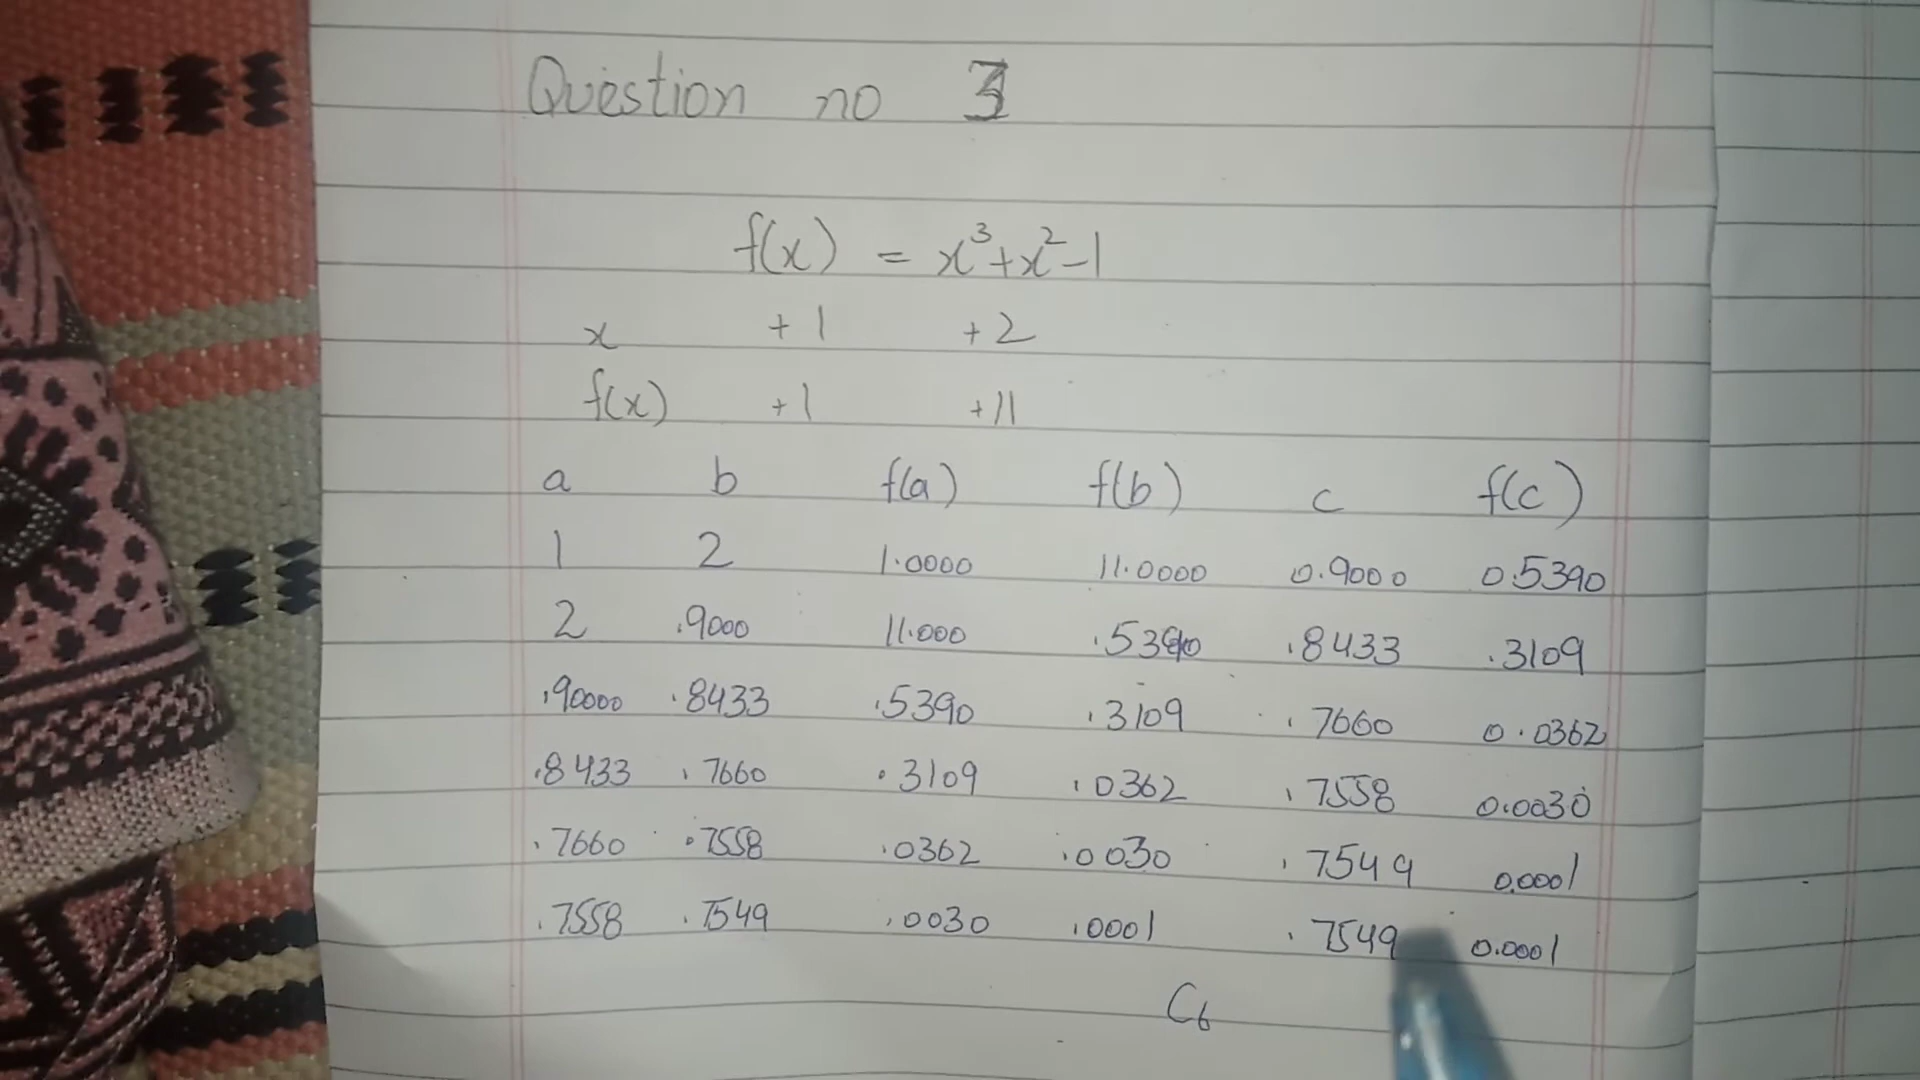 Question no 3
f(x) = x³+x²-1
x +1 +2
f(x) +1 +11
a b f(a) f(b) c f(c)
1 2 1.0000 11.0000 0.9000 0.5390
2 .9000 11.000 .5390 .8433 .3109
.90000 .8433 .5390 .3109 .7660 0.0362
.8433 .7660 .3109 .0362 .7558 0.0030
.7660 .7558 .0362 .0030 .7549 0.0001
.7558 .7549 .0030 .0001 .7549 0.0001
C₆